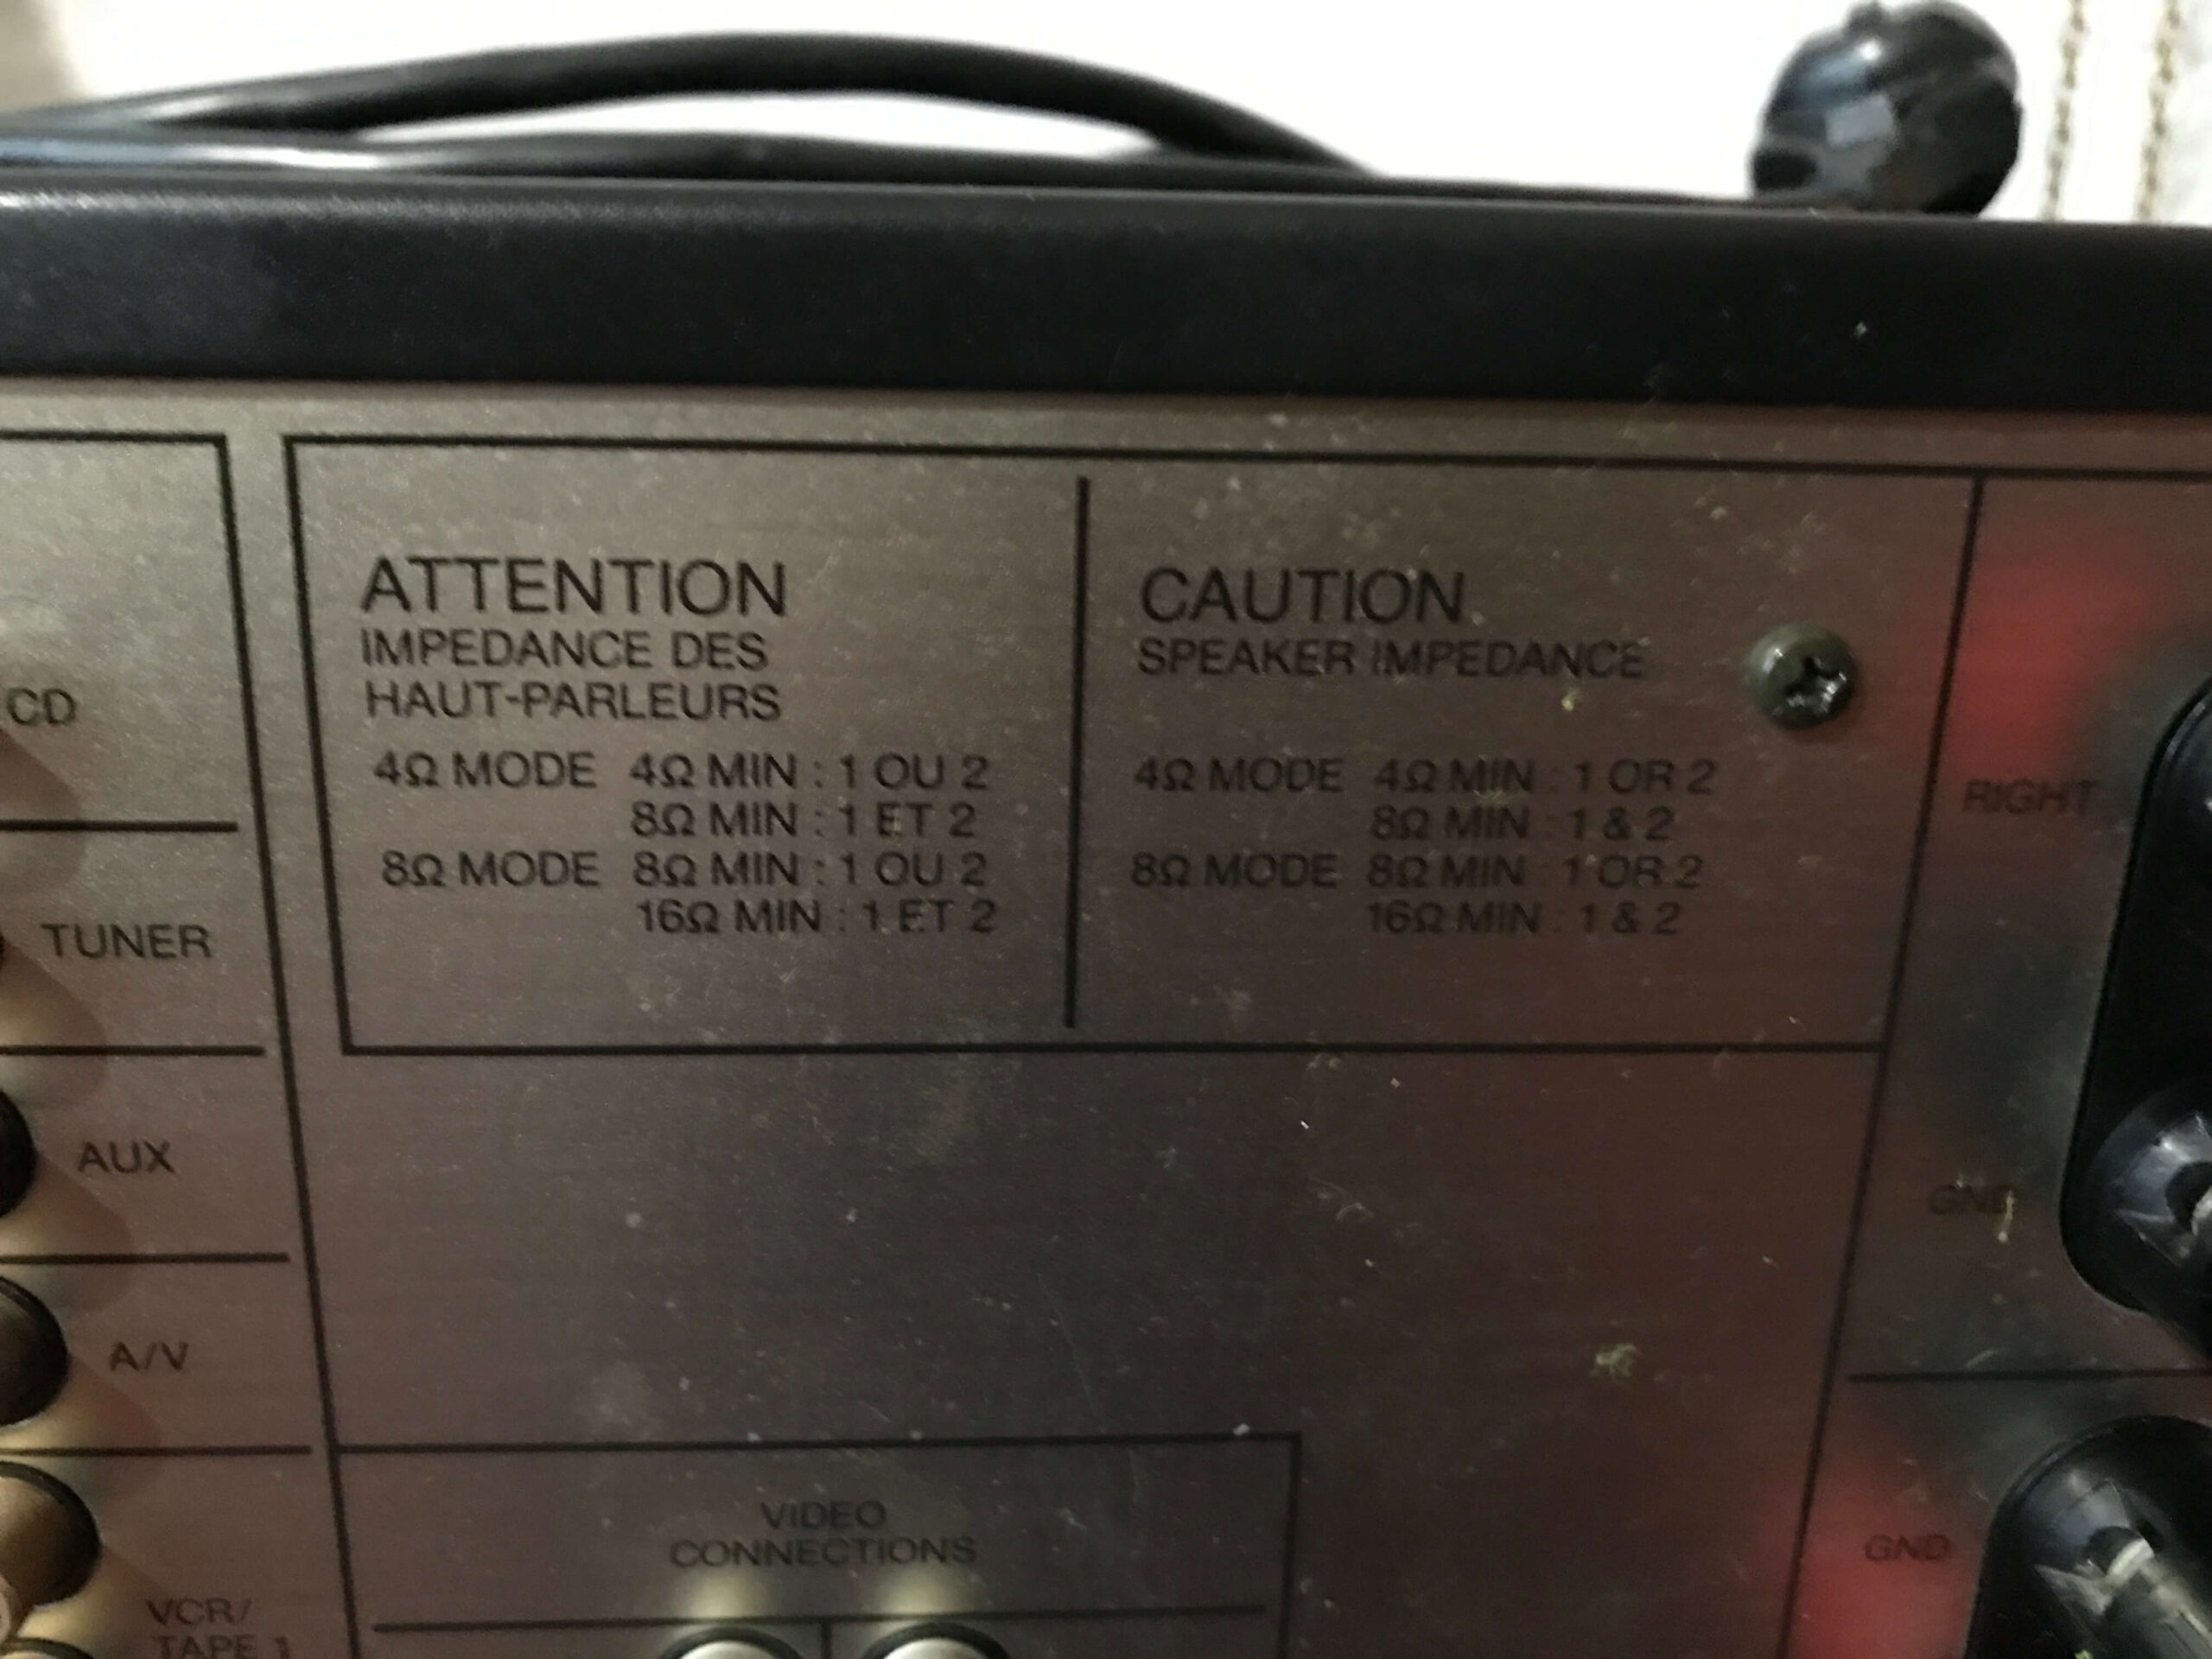 ATTENTION
IMPEDANCE DES
HAUT-PARLEURS
4Ω MODE 4Ω MIN : 1 OU 2
8Ω MIN : 1 ET 2
8Ω MODE 8Ω MIN : 1 OU 2
16Ω MIN : 1 ET 2
CAUTION
SPEAKER IMPEDANCE
4Ω MODE 4Ω MIN : 1 OR 2
8Ω MIN : 1 & 2
8Ω MODE 8Ω MIN : 1 OR 2
16Ω MIN : 1 & 2
CD
TUNER
AUX
A/V
VCR/
TAPE 1
VIDEO
CONNECTIONS
RIGHT
GND
GND